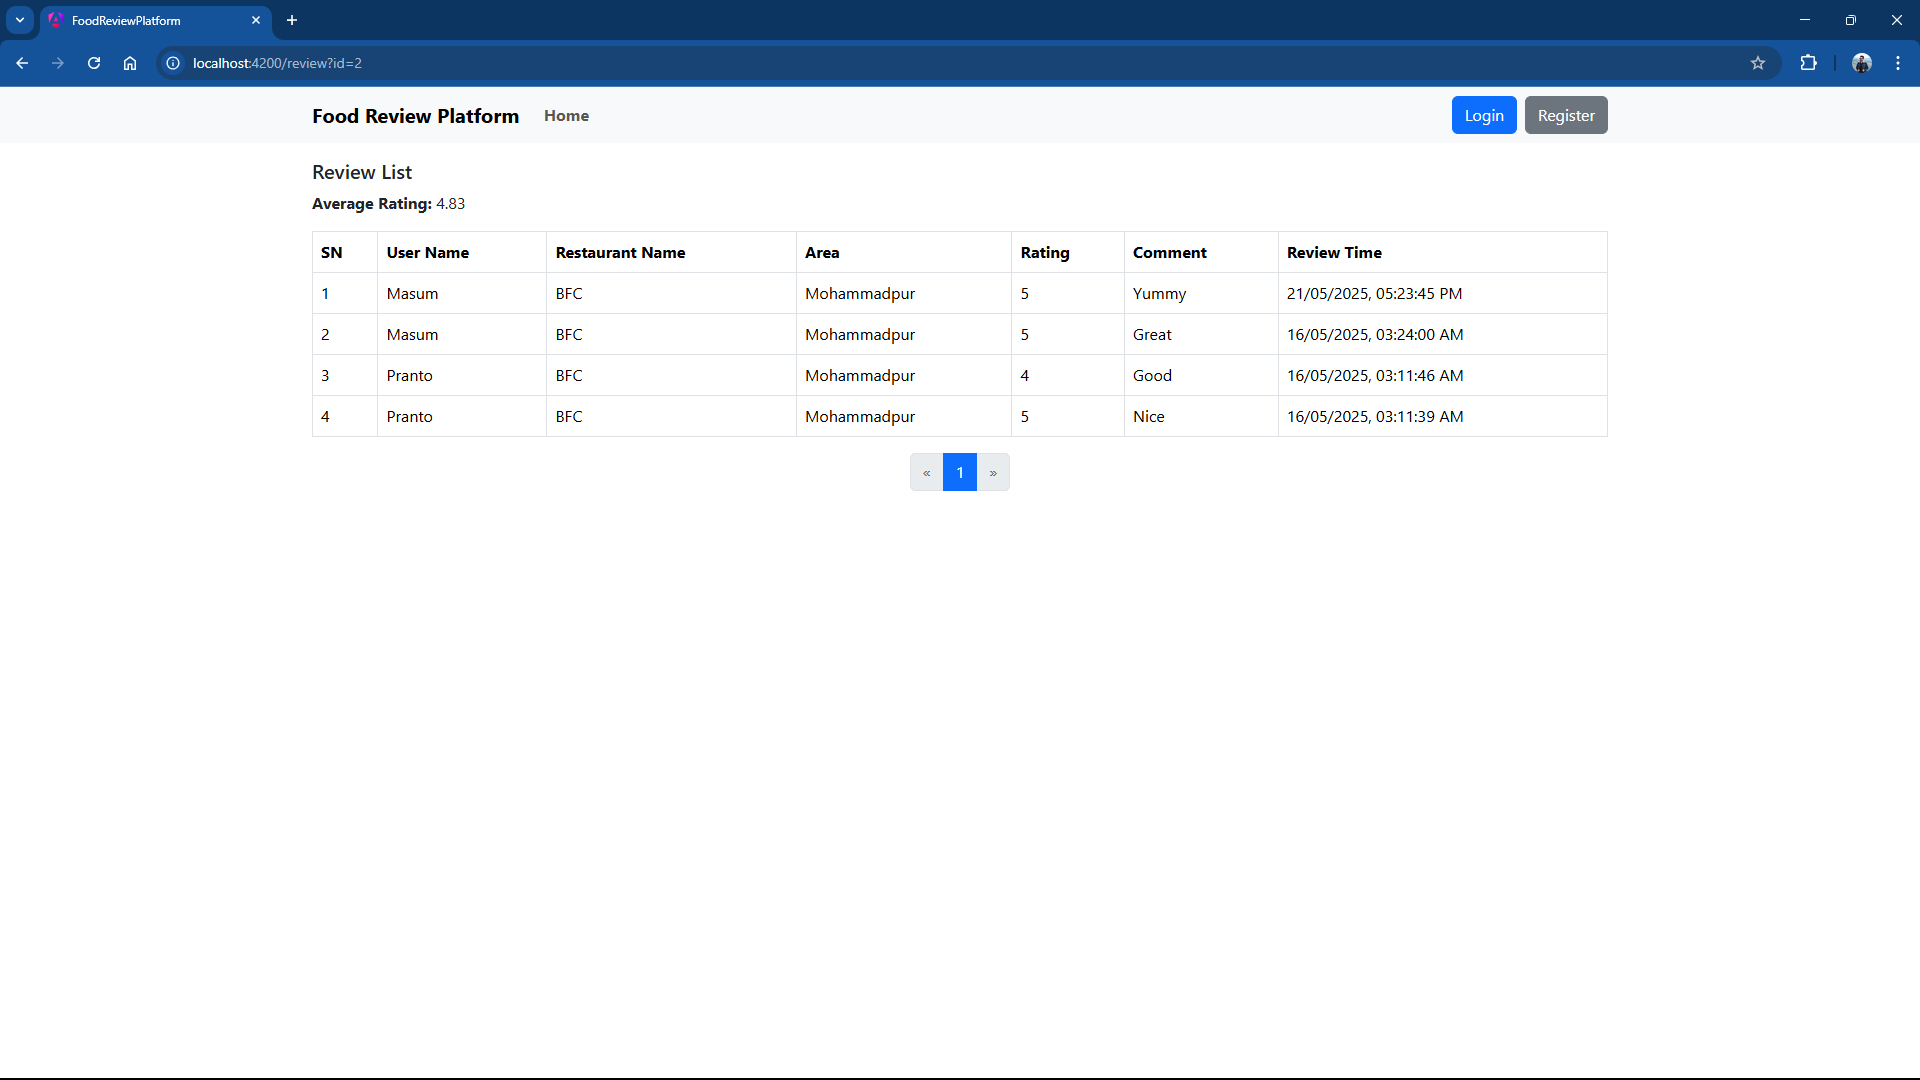 FoodReviewPlatform
localhost:4200/review?id=2
Food Review Platform Home Login Register
Review List
Average Rating: 4.83
SN User Name Restaurant Name Area Rating Comment Review Time
1 Masum BFC Mohammadpur 5 Yummy 21/05/2025, 05:23:45 PM
2 Masum BFC Mohammadpur 5 Great 16/05/2025, 03:24:00 AM
3 Pranto BFC Mohammadpur 4 Good 16/05/2025, 03:11:46 AM
4 Pranto BFC Mohammadpur 5 Nice 16/05/2025, 03:11:39 AM
« 1 »